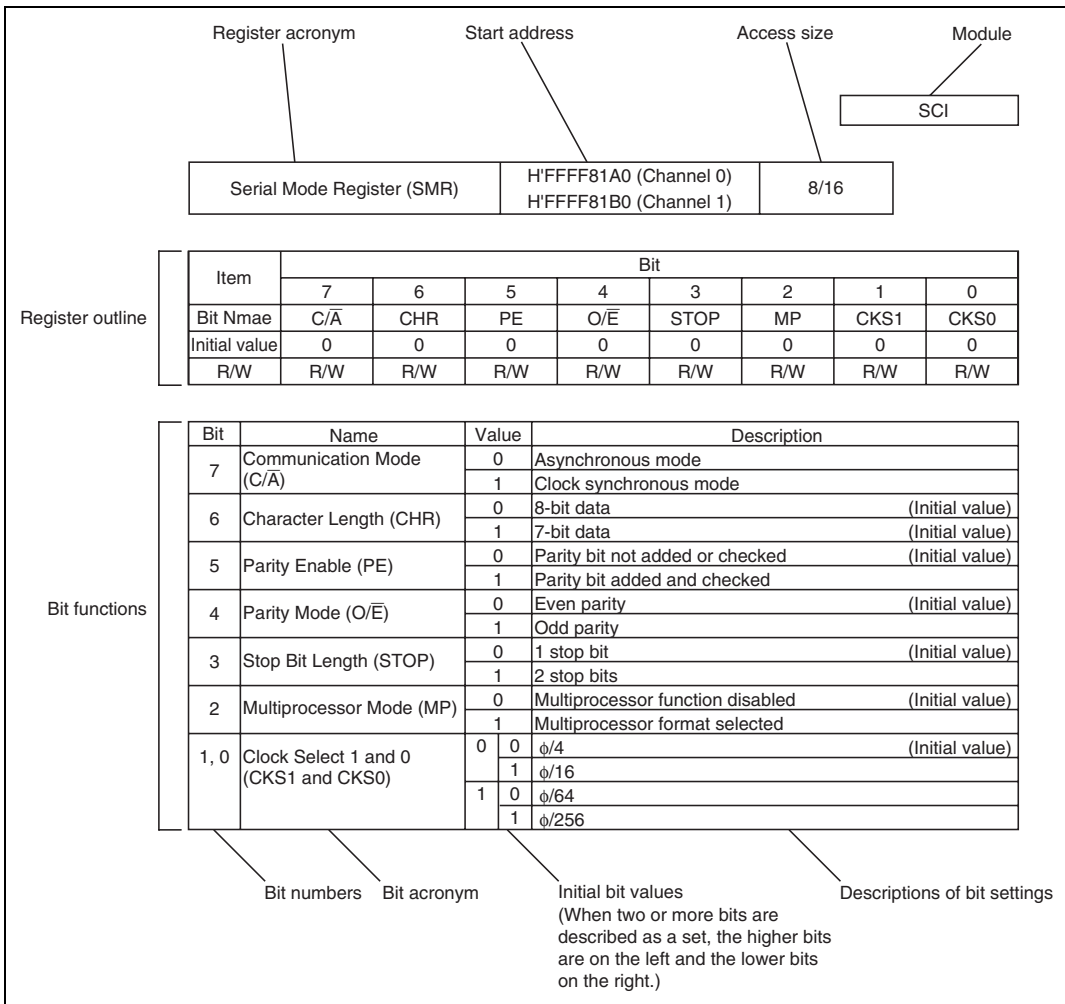 Register acronym Start address Access size Module
SCI
Serial Mode Register (SMR) H'FFFF81A0 (Channel 0) 8/16
H'FFFF81B0 (Channel 1)
Register outline
Item Bit
7 6 5 4 3 2 1 0
Bit Nmae C/A̅ CHR PE O/E̅ STOP MP CKS1 CKS0
Initial value 0 0 0 0 0 0 0 0
R/W R/W R/W R/W R/W R/W R/W R/W R/W
Bit functions
Bit Name Value Description
7 Communication Mode (C/A̅) 0 Asynchronous mode
1 Clock synchronous mode
6 Character Length (CHR) 0 8-bit data (Initial value)
1 7-bit data (Initial value)
5 Parity Enable (PE) 0 Parity bit not added or checked (Initial value)
1 Parity bit added and checked
4 Parity Mode (O/E̅) 0 Even parity (Initial value)
1 Odd parity
3 Stop Bit Length (STOP) 0 1 stop bit (Initial value)
1 2 stop bits
2 Multiprocessor Mode (MP) 0 Multiprocessor function disabled (Initial value)
1 Multiprocessor format selected
1, 0 Clock Select 1 and 0 (CKS1 and CKS0) 0 0 ϕ/4 (Initial value)
1 ϕ/16
1 0 ϕ/64
1 ϕ/256
Bit numbers Bit acronym Initial bit values Descriptions of bit settings
(When two or more bits are
described as a set, the higher bits
are on the left and the lower bits
on the right.)